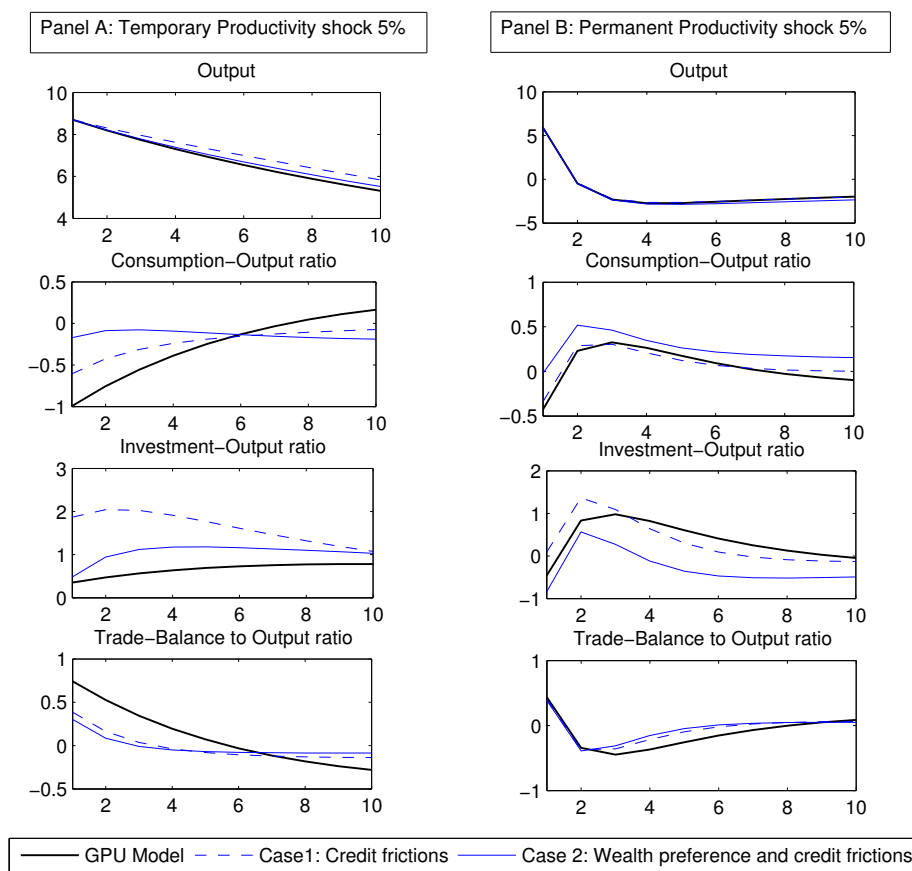 Panel A: Temporary Productivity shock 5%
Output
10
8
6
4
2 4 6 8 10
Consumption−Output ratio
0.5
0
−0.5
−1
2 4 6 8 10
Investment−Output ratio
3
2
1
0
2 4 6 8 10
Trade−Balance to Output ratio
1
0.5
0
−0.5
2 4 6 8 10
Panel B: Permanent Productivity shock 5%
Output
10
5
0
−5
2 4 6 8 10
Consumption−Output ratio
1
0.5
0
−0.5
2 4 6 8 10
Investment−Output ratio
2
1
0
−1
2 4 6 8 10
Trade−Balance to Output ratio
1
0
−1
2 4 6 8 10
GPU Model Case1: Credit frictions Case 2: Wealth preference and credit frictions